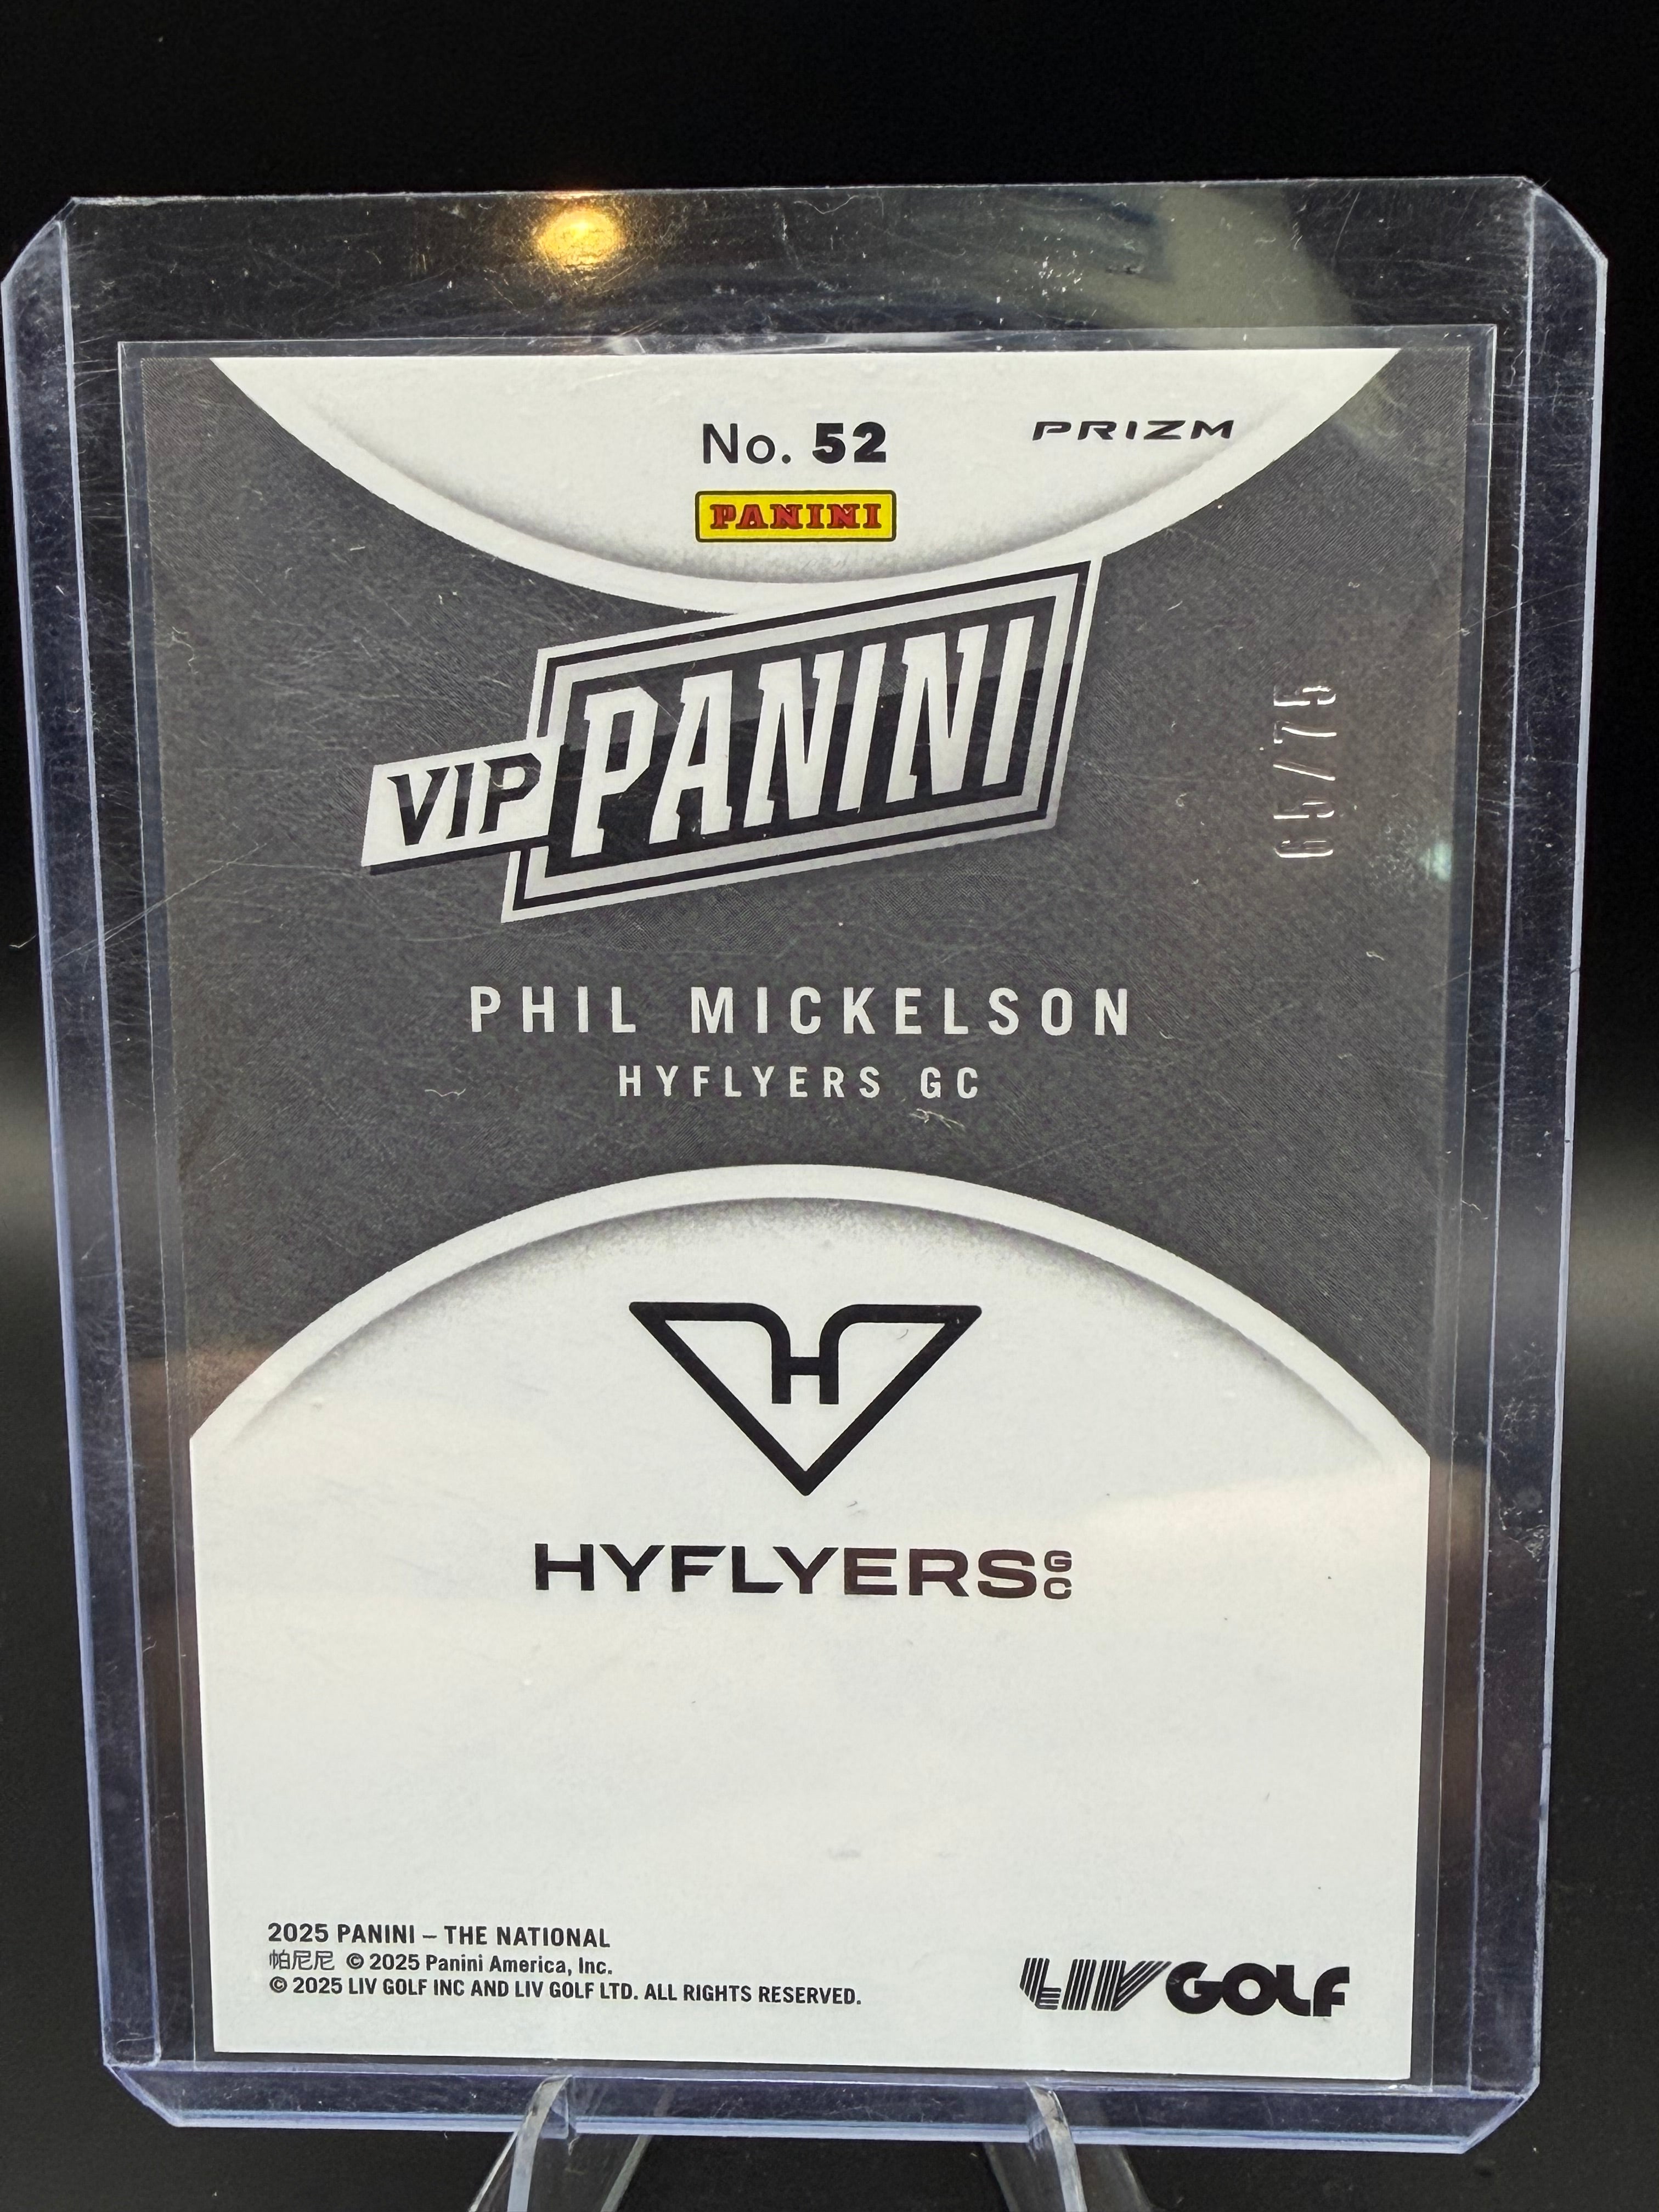 No. 52
PRIZM
PANINI
VIP PANINI
65/75
PHIL MICKELSON
HYFLYERS GC
H
HYFLYERS GC
2025 PANINI – THE NATIONAL
帕尼尼 © 2025 Panini America, Inc.
© 2025 LIV GOLF INC AND LIV GOLF LTD. ALL RIGHTS RESERVED.
LIV GOLF